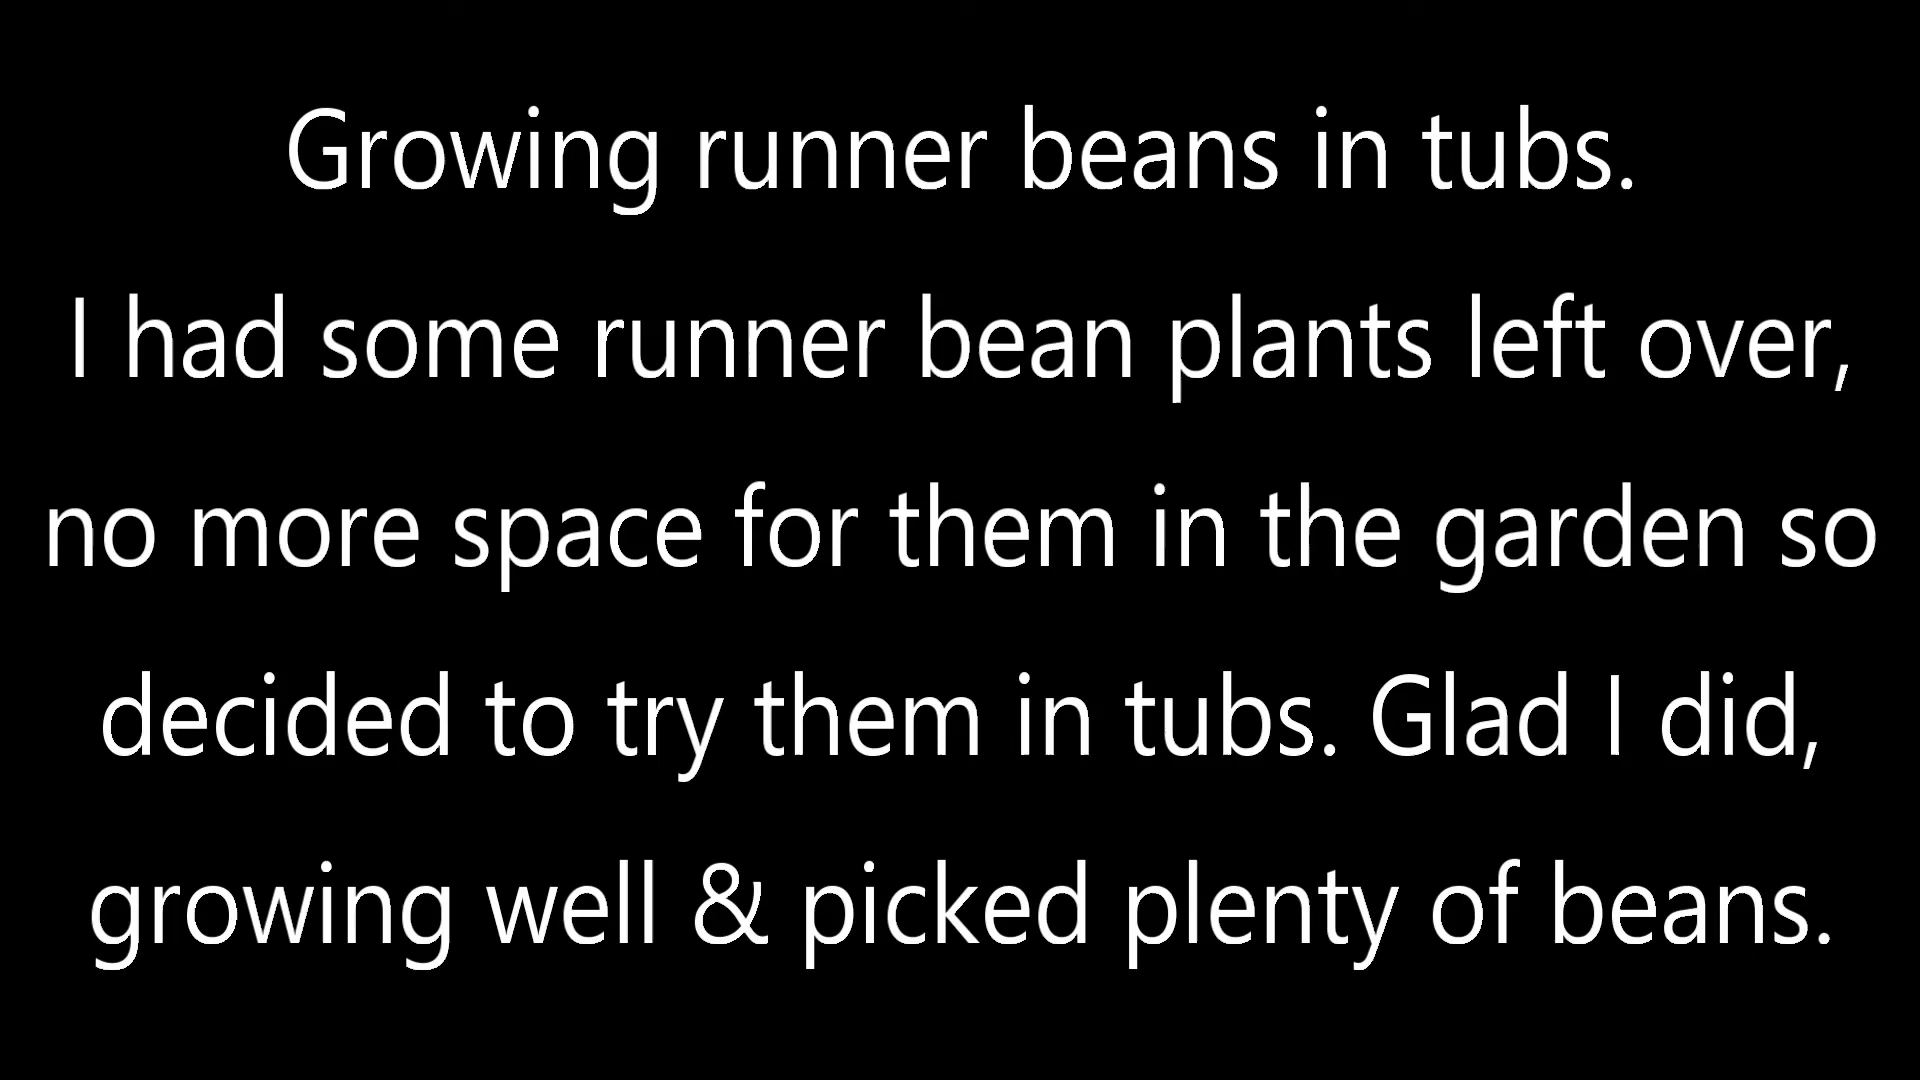 Growing runner beans in tubs.
I had some runner bean plants left over,
no more space for them in the garden so
decided to try them in tubs. Glad I did,
growing well & picked plenty of beans.